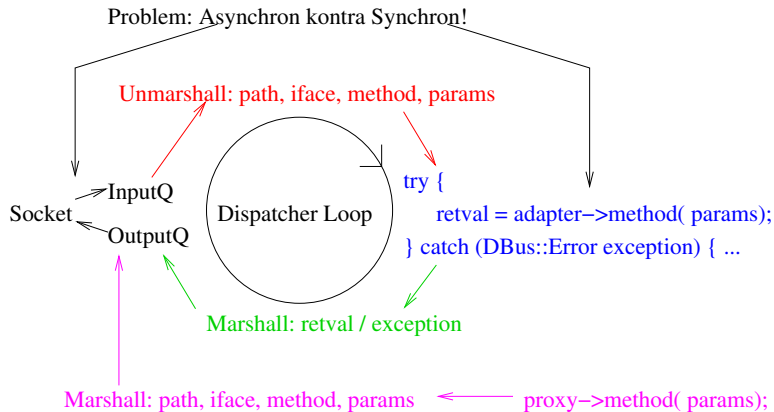 Problem: Asynchron kontra Synchron!
Unmarshall: path, iface, method, params
try {
InputQ
Socket
Dispatcher Loop
retval = adapter−>method( params);
OutputQ
} catch (DBus::Error exception) { ...
Marshall: retval / exception
Marshall: path, iface, method, params
proxy−>method( params);